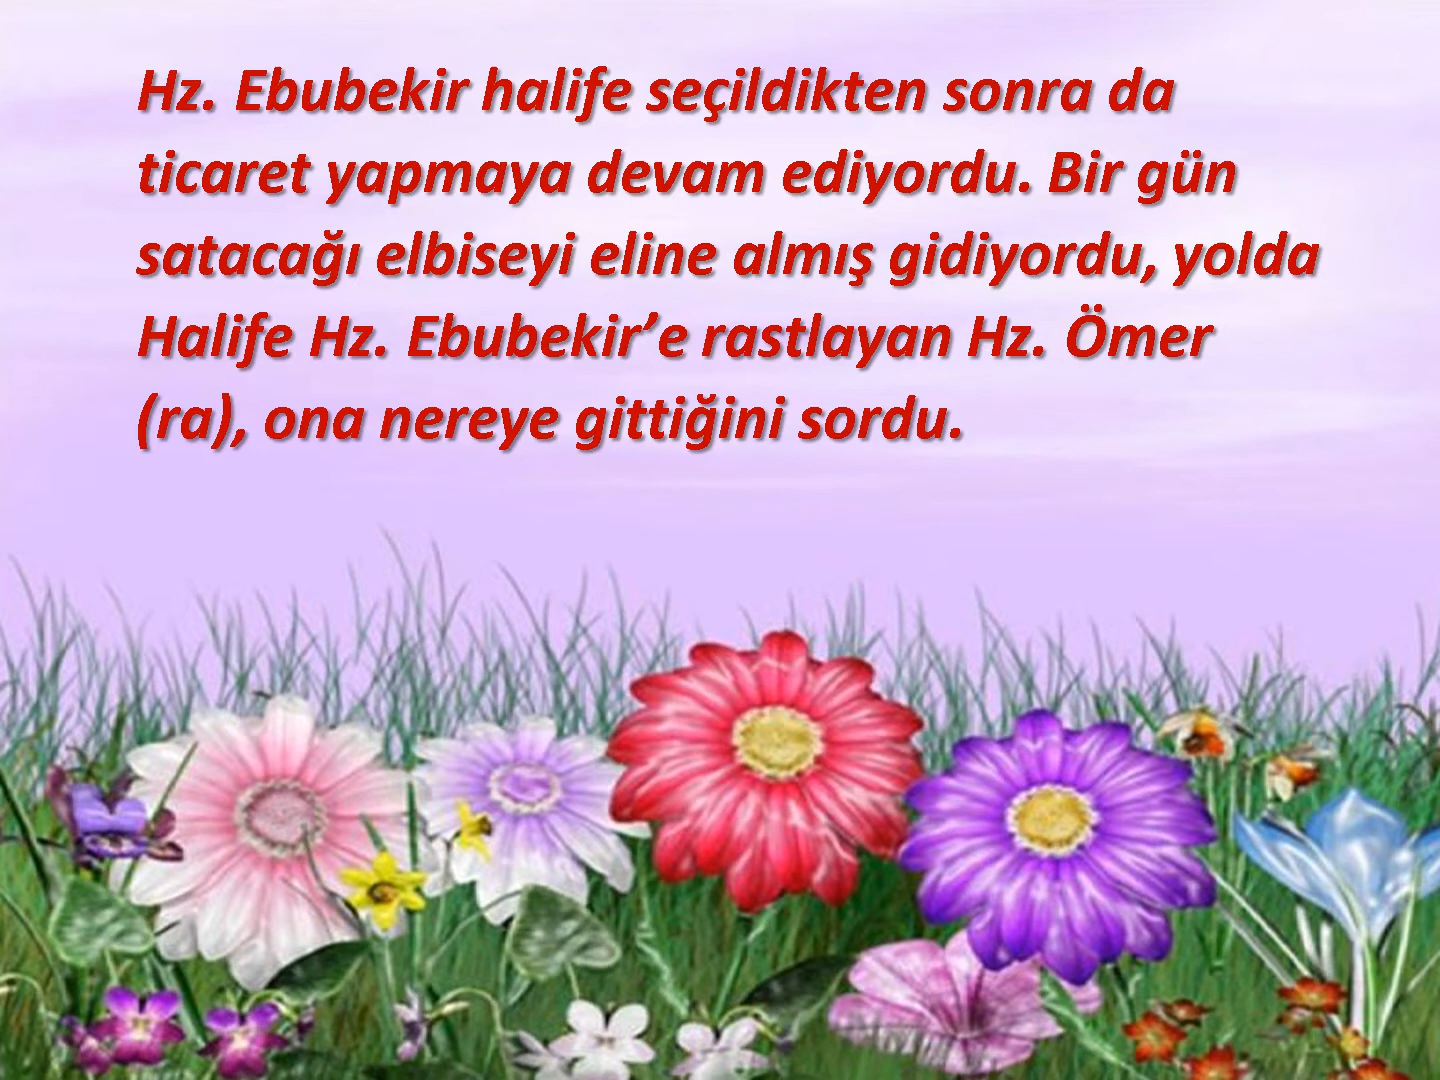 Hz. Ebubekir halife seçildikten sonra da
ticaret yapmaya devam ediyordu. Bir gün
satacağı elbiseyi eline almış gidiyordu, yolda
Halife Hz. Ebubekir’e rastlayan Hz. Ömer
(ra), ona nereye gittiğini sordu.